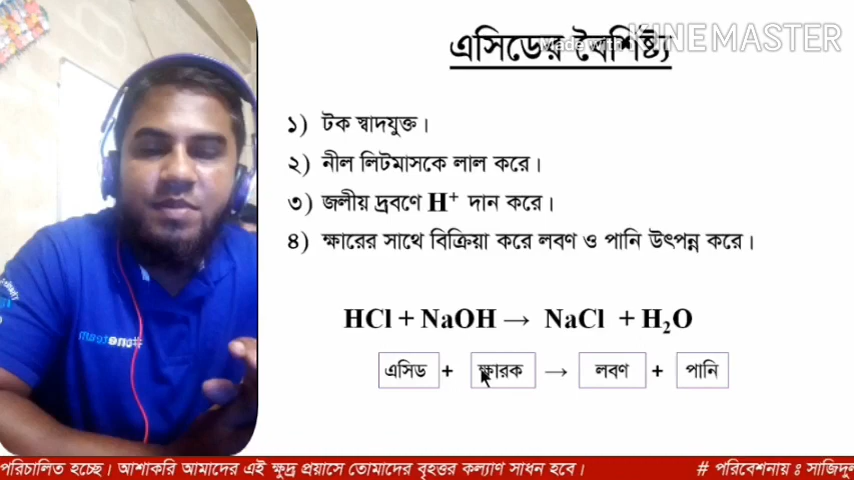 এসিডের বৈশিষ্ট্য
Made with KINEMASTER
১) টক স্বাদযুক্ত।
২) নীল লিটমাসকে লাল করে।
৩) জলীয় দ্রবণে H⁺ দান করে।
৪) ক্ষারের সাথে বিক্রিয়া করে লবণ ও পানি উৎপন্ন করে।
HCl + NaOH → NaCl + H₂O
এসিড + ক্ষারক → লবণ + পানি
পরিচালিত হচ্ছে। আশাকরি আমাদের এই ক্ষুদ্র প্রয়াসে তোমাদের বৃহত্তর কল্যাণ সাধন হবে। # পরিবেশনায় ঃ সাজিদুল